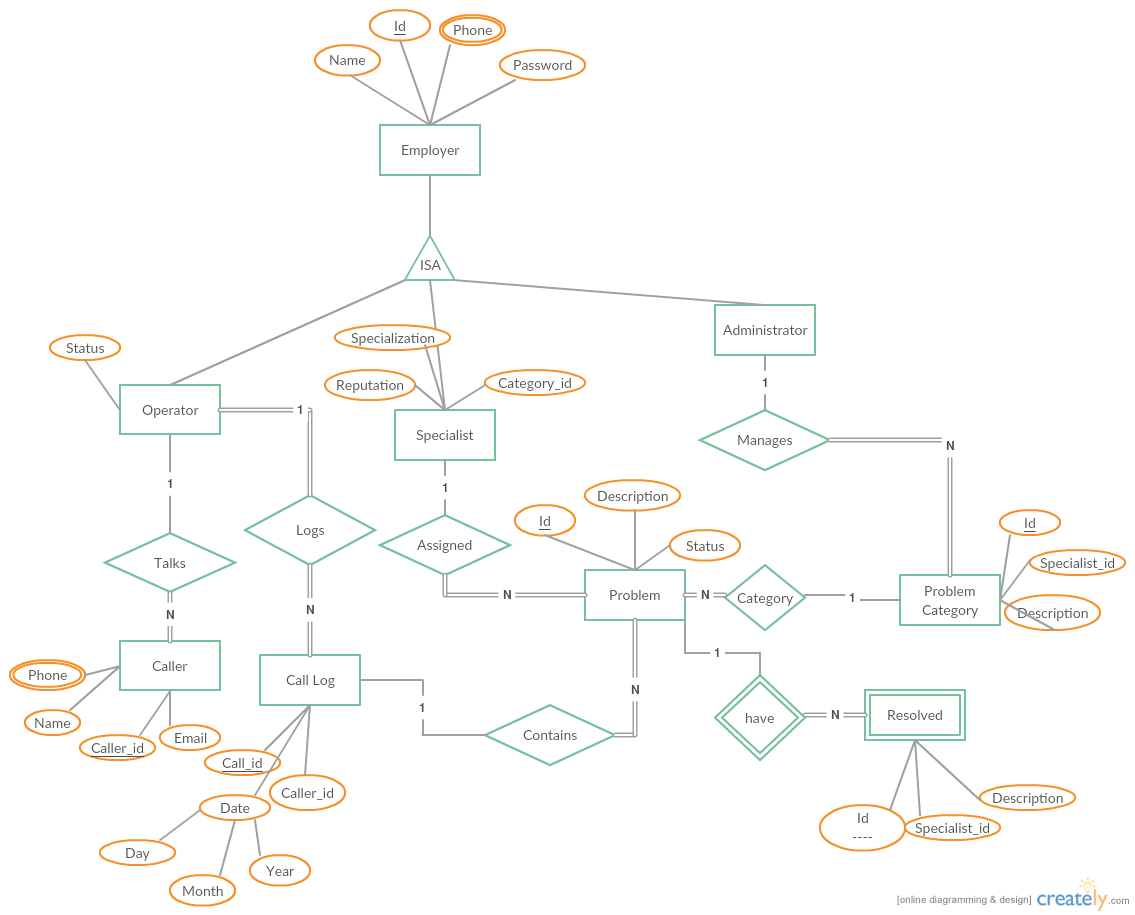 Id
Phone
Name
Password
Employer
ISA
Administrator
Specialization
Status
Reputation
Category_id
1
Operator
1
Specialist
Manages
N
1
1
Description
Id
Id
Logs
Assigned
Status
Talks
Specialist_id
N
N
Problem
N
Category
1
Problem
Category
Description
N
N
Caller
1
Phone
Call Log
N
1
Name
Caller_id
Email
Contains
have
N
Resolved
Call_id
Caller_id
Date
Description
Id
----
Specialist_id
Day
Year
Month
[online diagramming & design]
creately.com